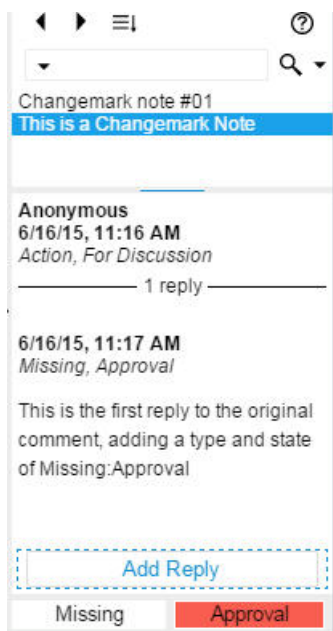 Changemark note #01
This is a Changemark Note
Anonymous
6/16/15, 11:16 AM
Action, For Discussion
1 reply
6/16/15, 11:17 AM
Missing, Approval
This is the first reply to the original
comment, adding a type and state
of Missing:Approval
Add Reply
Missing Approval